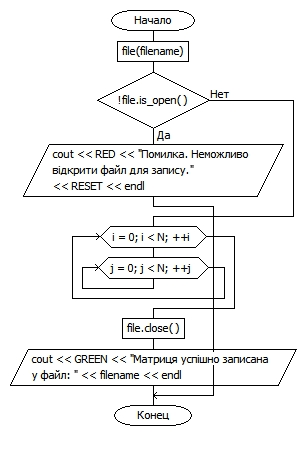 Начало
file(filename)
!file.is_open()
Нет
Да
cout << RED << "Помилка. Неможливо
відкрити файл для запису."
<< RESET << endl
i = 0; i < N; ++i
j = 0; j < N; ++j
file.close()
cout << GREEN << "Матриця успішно записана
у файл: " << filename << endl
Конец